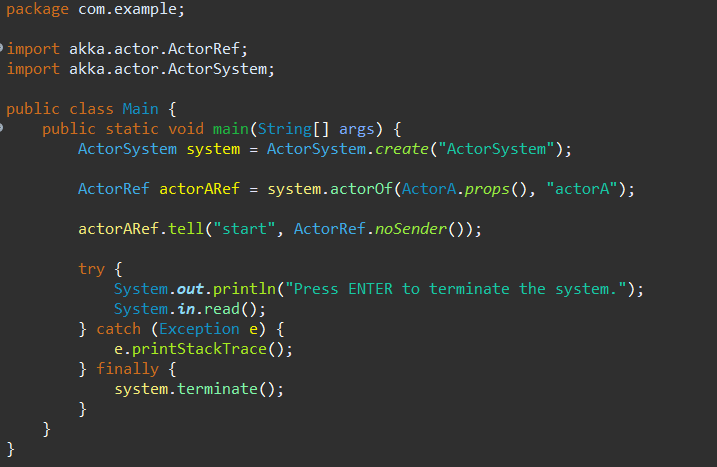 package com.example;
import akka.actor.ActorRef;
import akka.actor.ActorSystem;
public class Main {
    public static void main(String[] args) {
        ActorSystem system = ActorSystem.create("ActorSystem");
        ActorRef actorARef = system.actorOf(ActorA.props(), "actorA");
        actorARef.tell("start", ActorRef.noSender());
        try {
            System.out.println("Press ENTER to terminate the system.");
            System.in.read();
        } catch (Exception e) {
            e.printStackTrace();
        } finally {
            system.terminate();
        }
    }
}